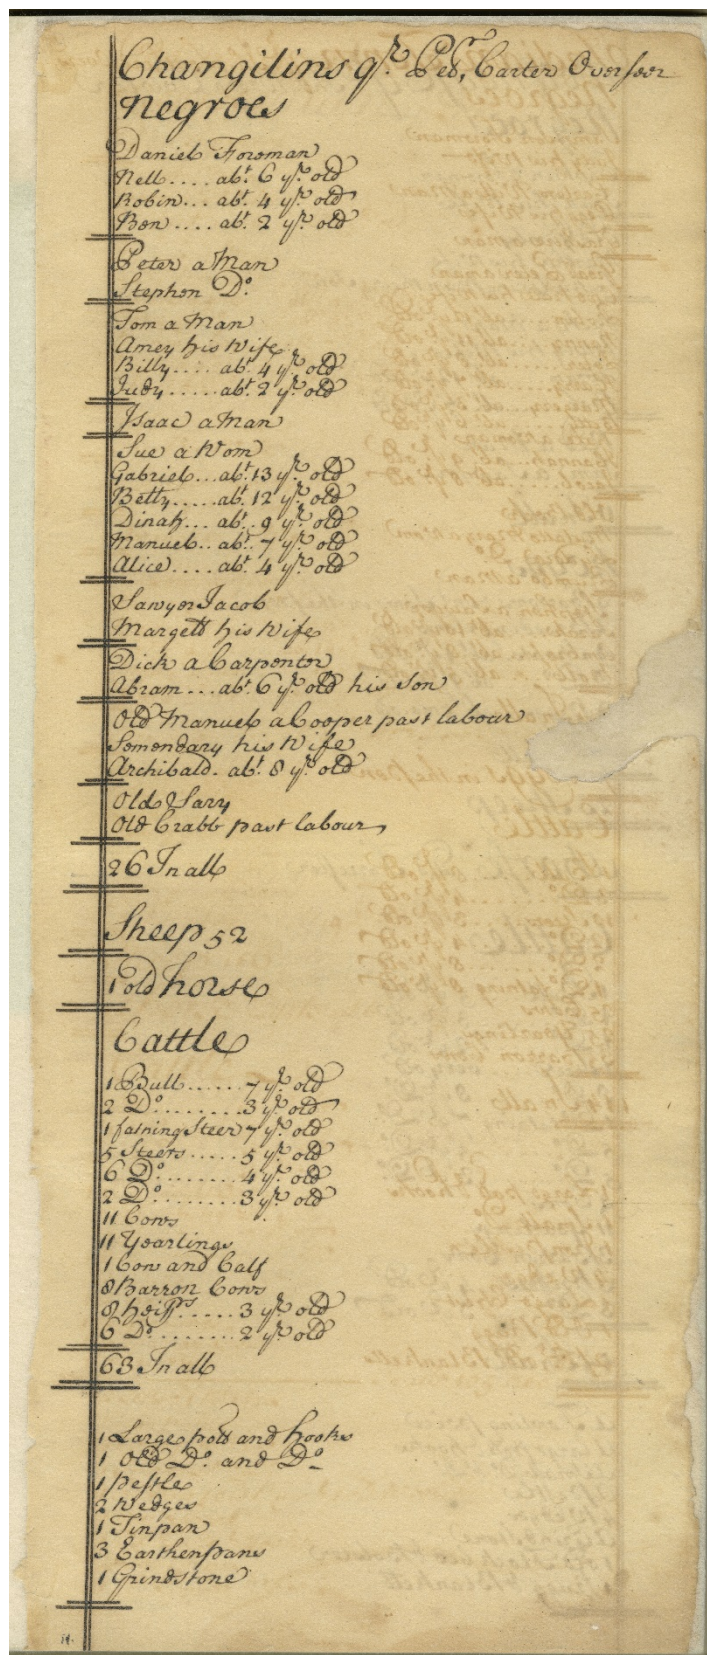 Changilins qr. Geo, Carter Overseer
Negroes
Daniel Foreman
Nell.... abt. 6 yrs. old
Robin... abt. 4 yrs. old
Ben.... abt. 2 yrs. old
Peter a Man
Stephen Do.
Tom a Man
Amey his Wife
Billy.... abt. 4 yrs. old
Judy..... abt. 2 yrs. old
Isaac a Man
Sue a Wom
Gabriel... abt. 13 yrs. old
Betty..... abt. 12 yrs. old
Dinah... abt. 9 yrs. old
Manuel.. abt. 7 yrs. old
Alice.... abt. 4 yrs. old
Sawyer Jacob
Margett his Wife
Dick a Carpenter
Abram... abt. 6 yrs. old his Son
Old Manuel a Cooper past labour
his Wife
Archibald. abt. 8 yrs. old
Old Sary
Old Crabb past labour
26 In all
Sheep 52
1 old horse
Cattle
1 Bull...... 7 yrs. old
2 Do......... 3 yrs. old
1 fatning Steer 7 yrs. old
5 Steers..... 5 yrs. old
6 Do........ 4 yrs. old
2 Do........ 3 yrs. old
11 Cows
11 Yearlings
1 Cow and Calf
8 Barron Cows
8 heiffrs..... 3 yrs. old
6 Do........ 2 yrs. old
63 In all
1 Large pott and hooks
1 Old Do. and Do
1 pestle
2 Wedges
1 Tinpan
3 Earthenpans
1 Grindstone